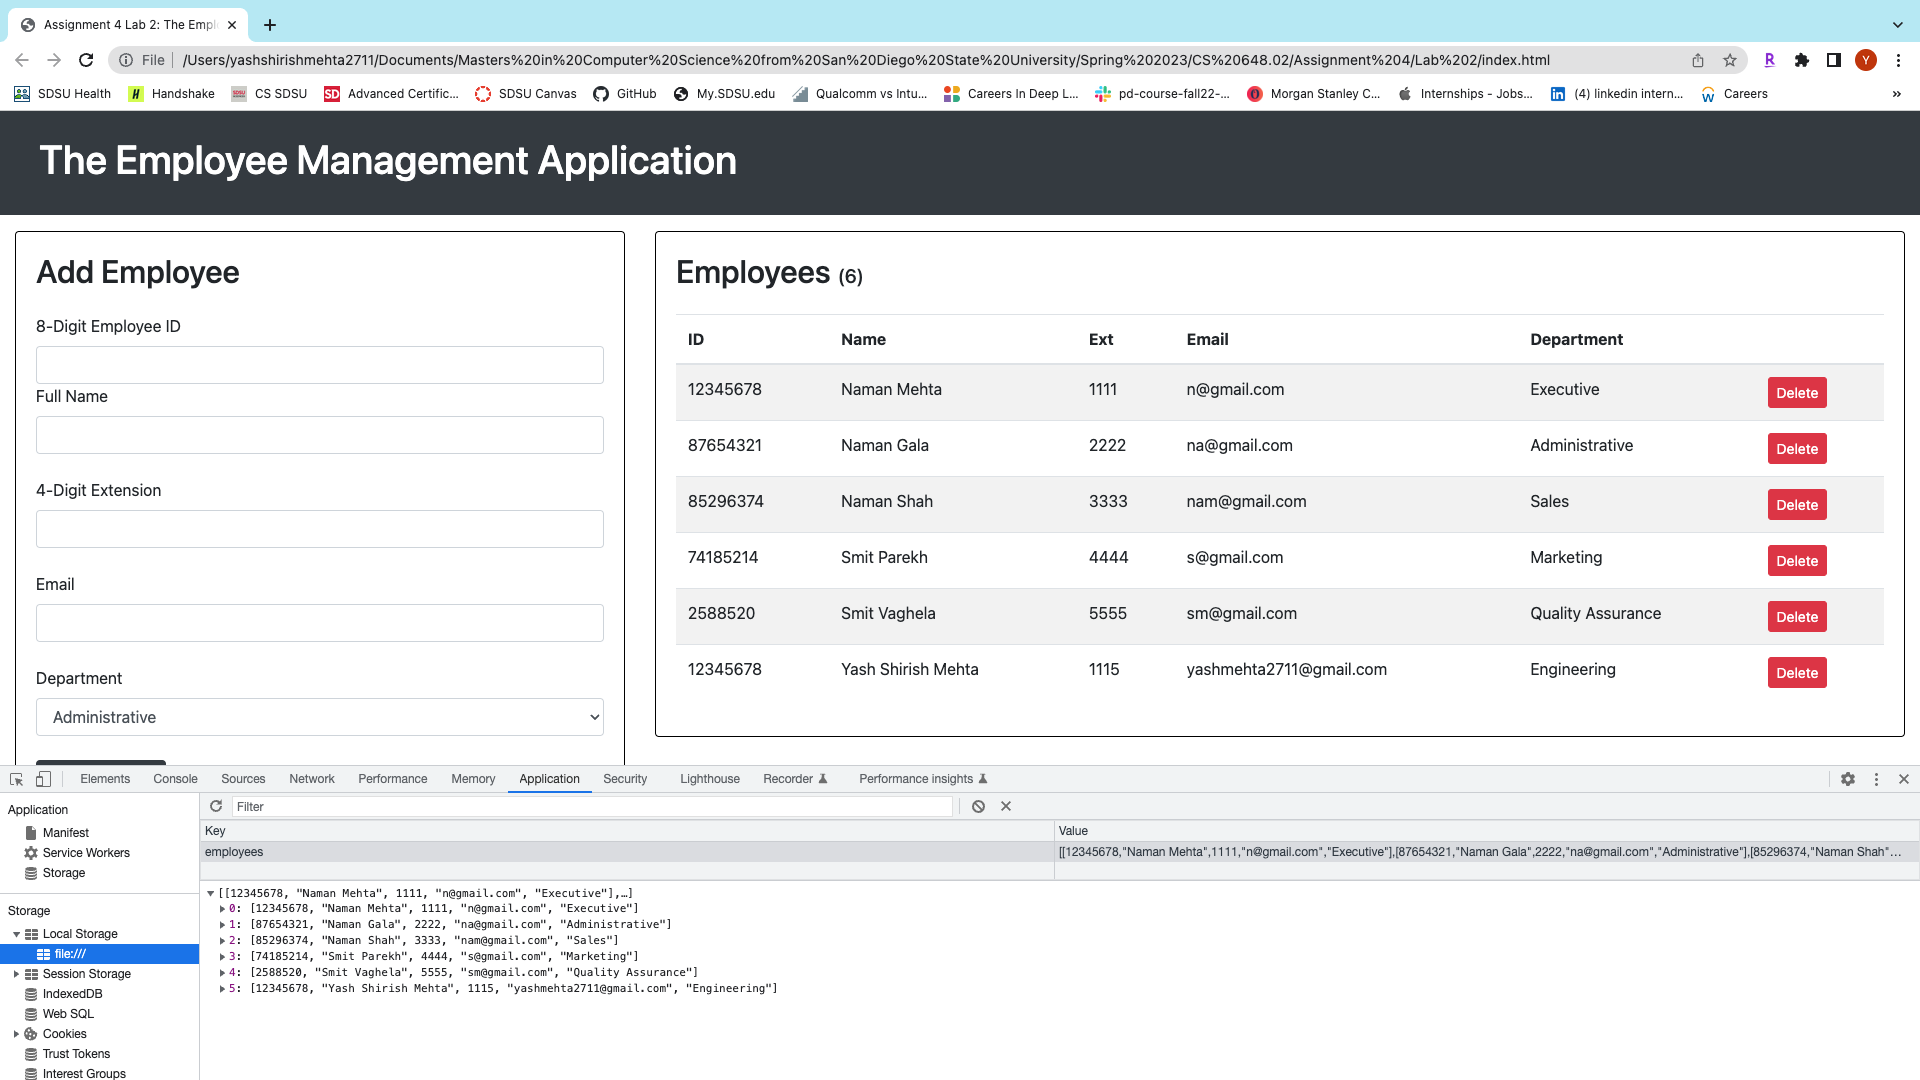 Assignment 4 Lab 2: The Empl
File /Users/yashshirishmehta2711/Documents/Masters%20in%20Computer%20Science%20from%20San%20Diego%20State%20University/Spring%202023/CS%20648.02/Assignment%204/Lab%202/index.html
Y
SDSU Health Handshake CS SDSU Advanced Certific... SDSU Canvas GitHub My.SDSU.edu Qualcomm vs Intu... Careers In Deep L... pd-course-fall22-... Morgan Stanley C... Internships - Jobs... (4) linkedin intern... Careers »
The Employee Management Application
Add Employee
8-Digit Employee ID
Full Name
4-Digit Extension
Email
Department
Administrative
Employees (6)
ID Name Ext Email Department
12345678 Naman Mehta 1111 n@gmail.com Executive Delete
87654321 Naman Gala 2222 na@gmail.com Administrative Delete
85296374 Naman Shah 3333 nam@gmail.com Sales Delete
74185214 Smit Parekh 4444 s@gmail.com Marketing Delete
2588520 Smit Vaghela 5555 sm@gmail.com Quality Assurance Delete
12345678 Yash Shirish Mehta 1115 yashmehta2711@gmail.com Engineering Delete
Elements Console Sources Network Performance Memory Application Security Lighthouse Recorder Performance insights
Application
Manifest
Service Workers
Storage
Storage
Local Storage
file:///
Session Storage
IndexedDB
Web SQL
Cookies
Trust Tokens
Interest Groups
Filter
Key Value
employees [[12345678,"Naman Mehta",1111,"n@gmail.com","Executive"],[87654321,"Naman Gala",2222,"na@gmail.com","Administrative"],[85296374,"Naman Shah"...
[[12345678, "Naman Mehta", 1111, "n@gmail.com", "Executive"],…]
0: [12345678, "Naman Mehta", 1111, "n@gmail.com", "Executive"]
1: [87654321, "Naman Gala", 2222, "na@gmail.com", "Administrative"]
2: [85296374, "Naman Shah", 3333, "nam@gmail.com", "Sales"]
3: [74185214, "Smit Parekh", 4444, "s@gmail.com", "Marketing"]
4: [2588520, "Smit Vaghela", 5555, "sm@gmail.com", "Quality Assurance"]
5: [12345678, "Yash Shirish Mehta", 1115, "yashmehta2711@gmail.com", "Engineering"]